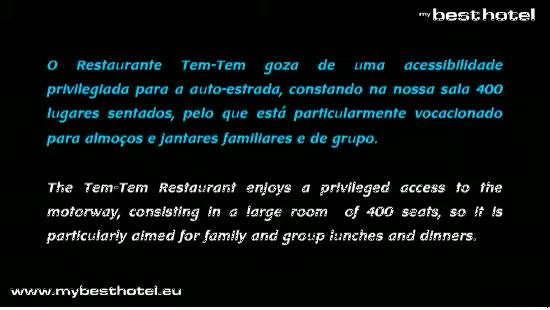 my besthotel
O Restaurante Tem-Tem goza de uma acessibilidade
privilegiada para a auto-estrada, constando na nossa sala 400
lugares sentados, pelo que está particularmente vocacionado
para almoços e jantares familiares e de grupo.
The Tem-Tem Restaurant enjoys a privileged access to the
motorway, consisting in a large room of 400 seats, so it is
particularly aimed for family and group lunches and dinners.
www.mybesthotel.eu